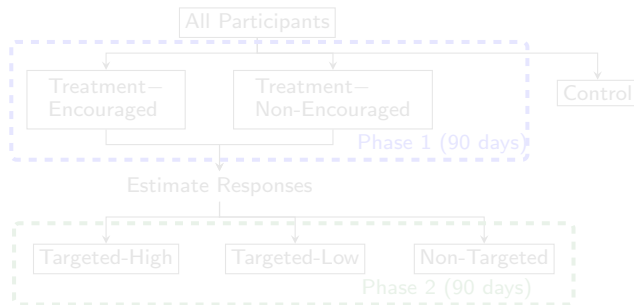 All Participants
Treatment−
Encouraged
Treatment−
Non-Encouraged
Control
Phase 1 (90 days)
Estimate Responses
Targeted-High
Targeted-Low
Non-Targeted
Phase 2 (90 days)